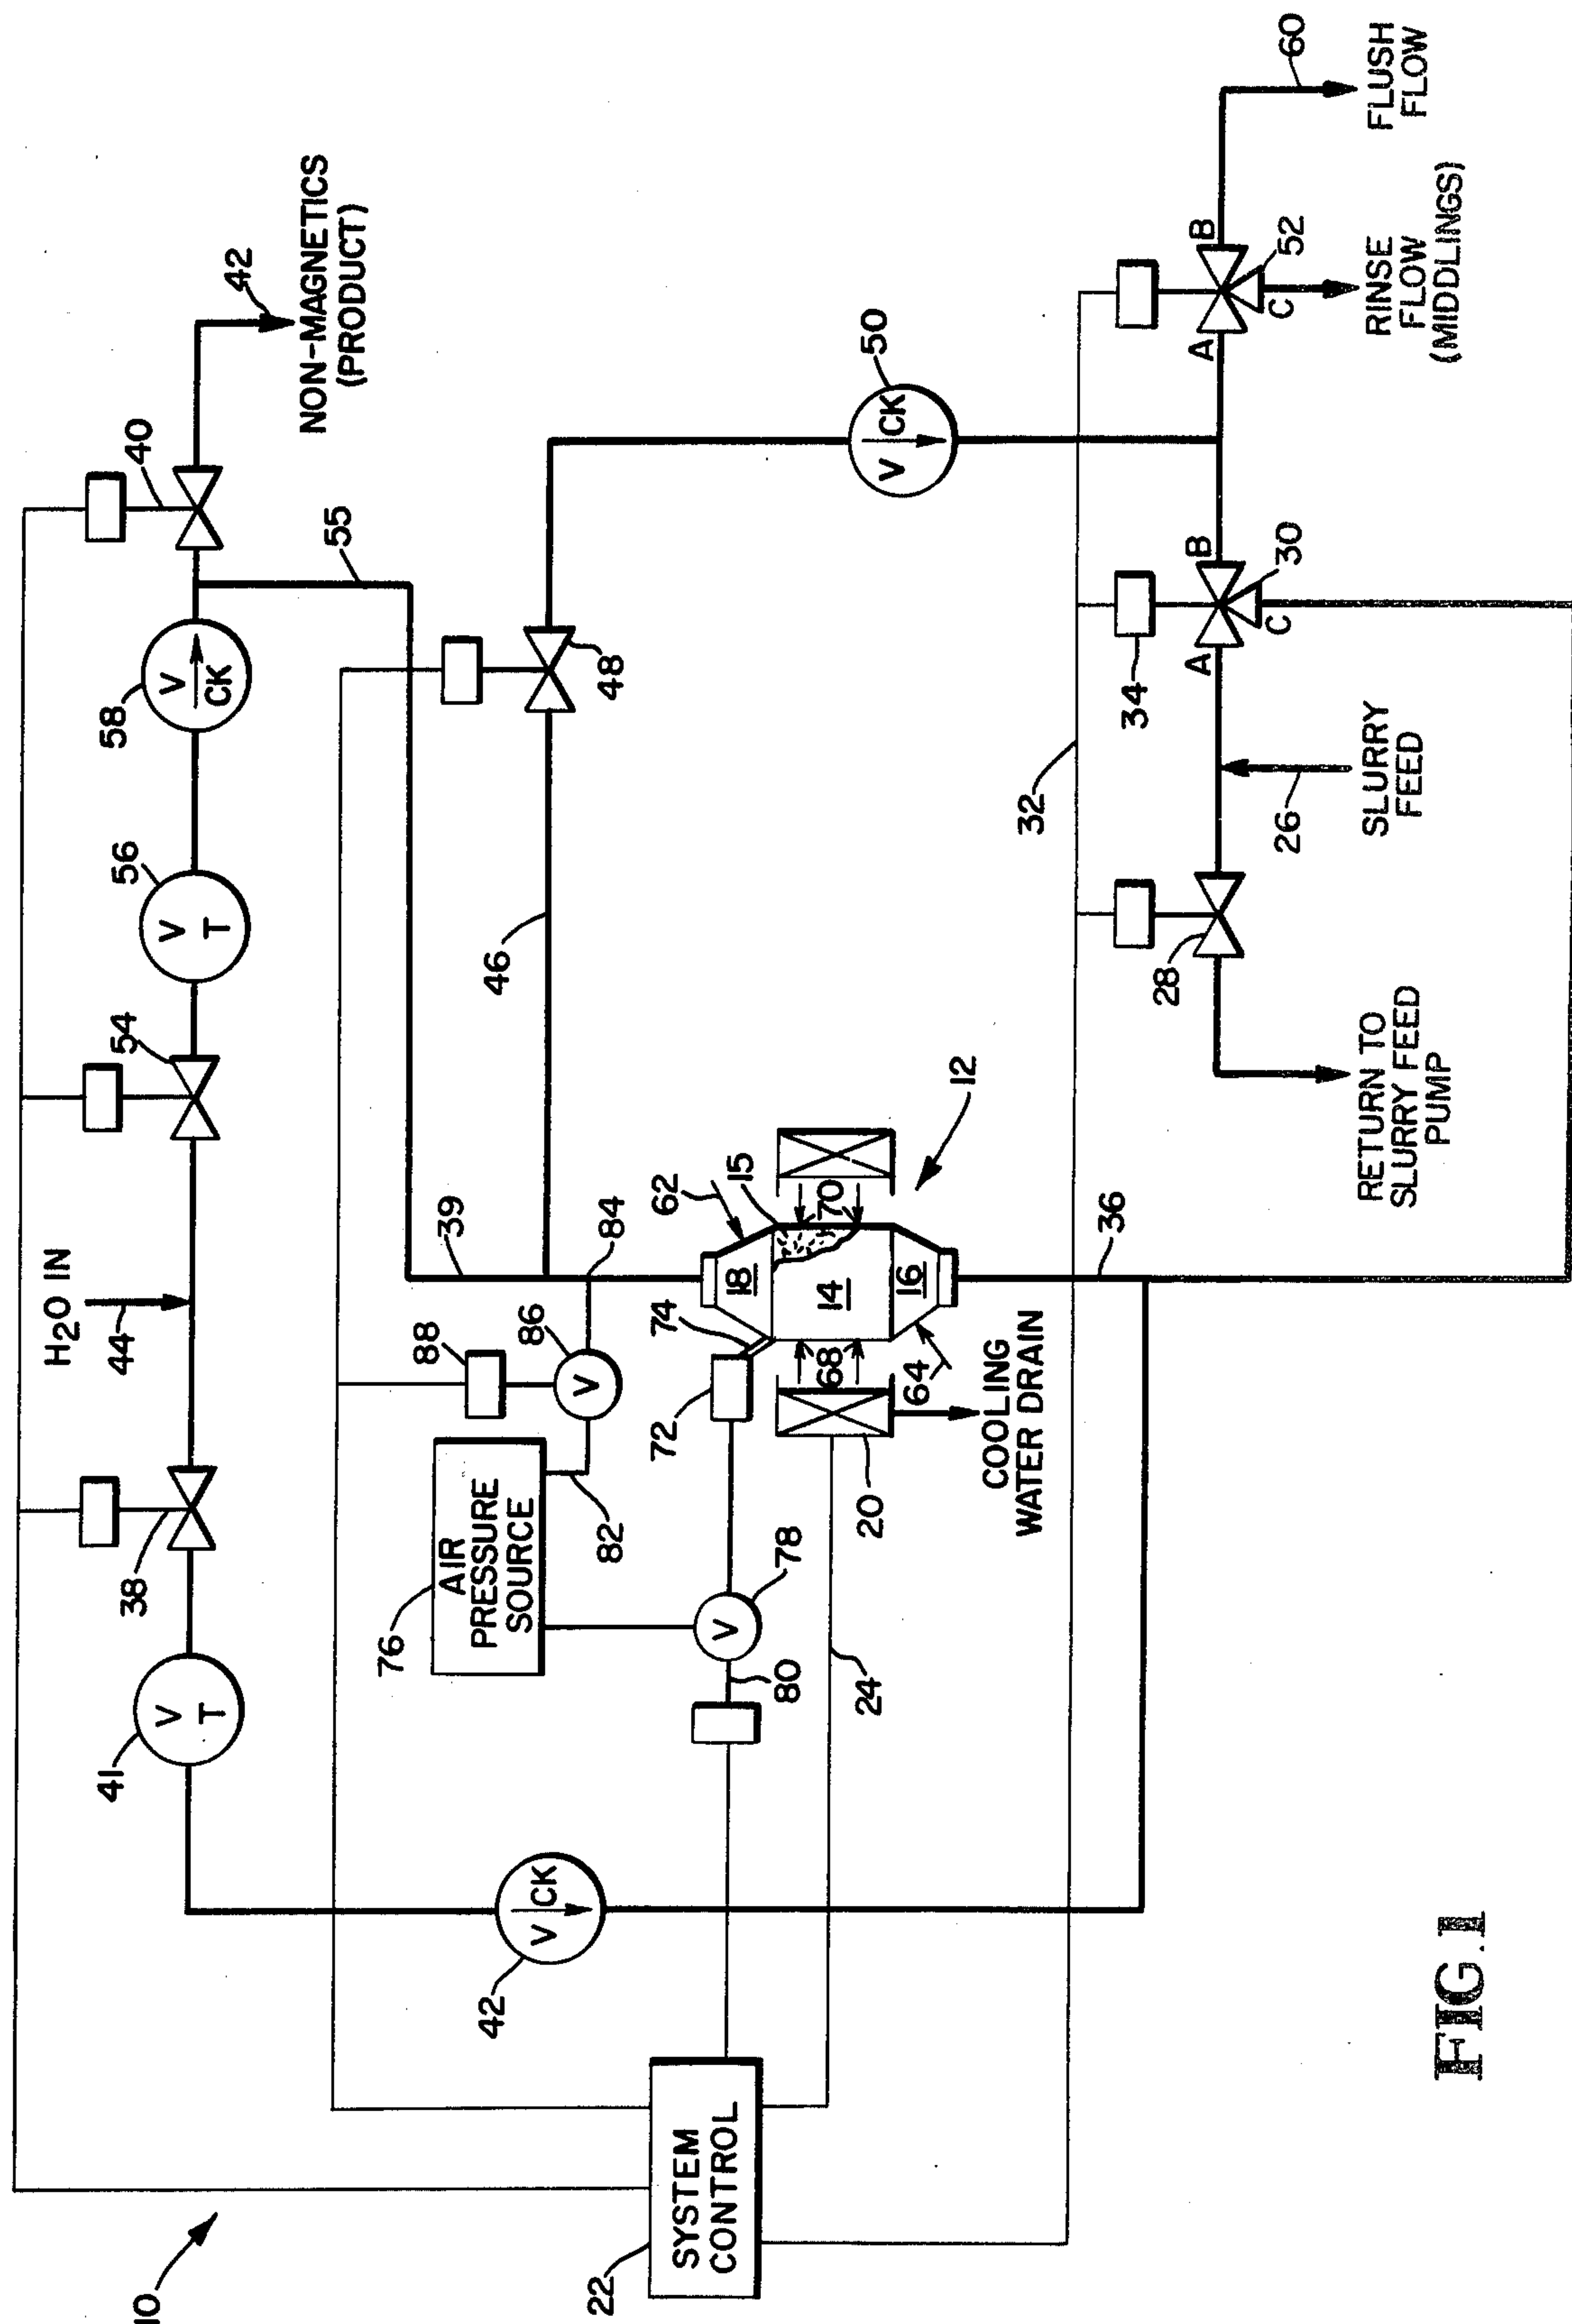 10
H2O IN
44
38
41
54
56
58
40
42
NON-MAGNETICS
(PRODUCT)
V
T
V
T
V
CK
55
39
46
48
50
V
CK
42
V
CK
76
AIR
PRESSURE
SOURCE
82
84
86
88
V
78
V
80
72
74
62
15
18
14
16
68
70
64
12
20
24
36
COOLING
WATER DRAIN
22
SYSTEM
CONTROL
32
34
28
26
30
A
B
C
A
B
C
52
60
RETURN TO
SLURRY FEED
PUMP
SLURRY
FEED
RINSE
FLOW
(MIDDLINGS)
FLUSH
FLOW
FIG.1